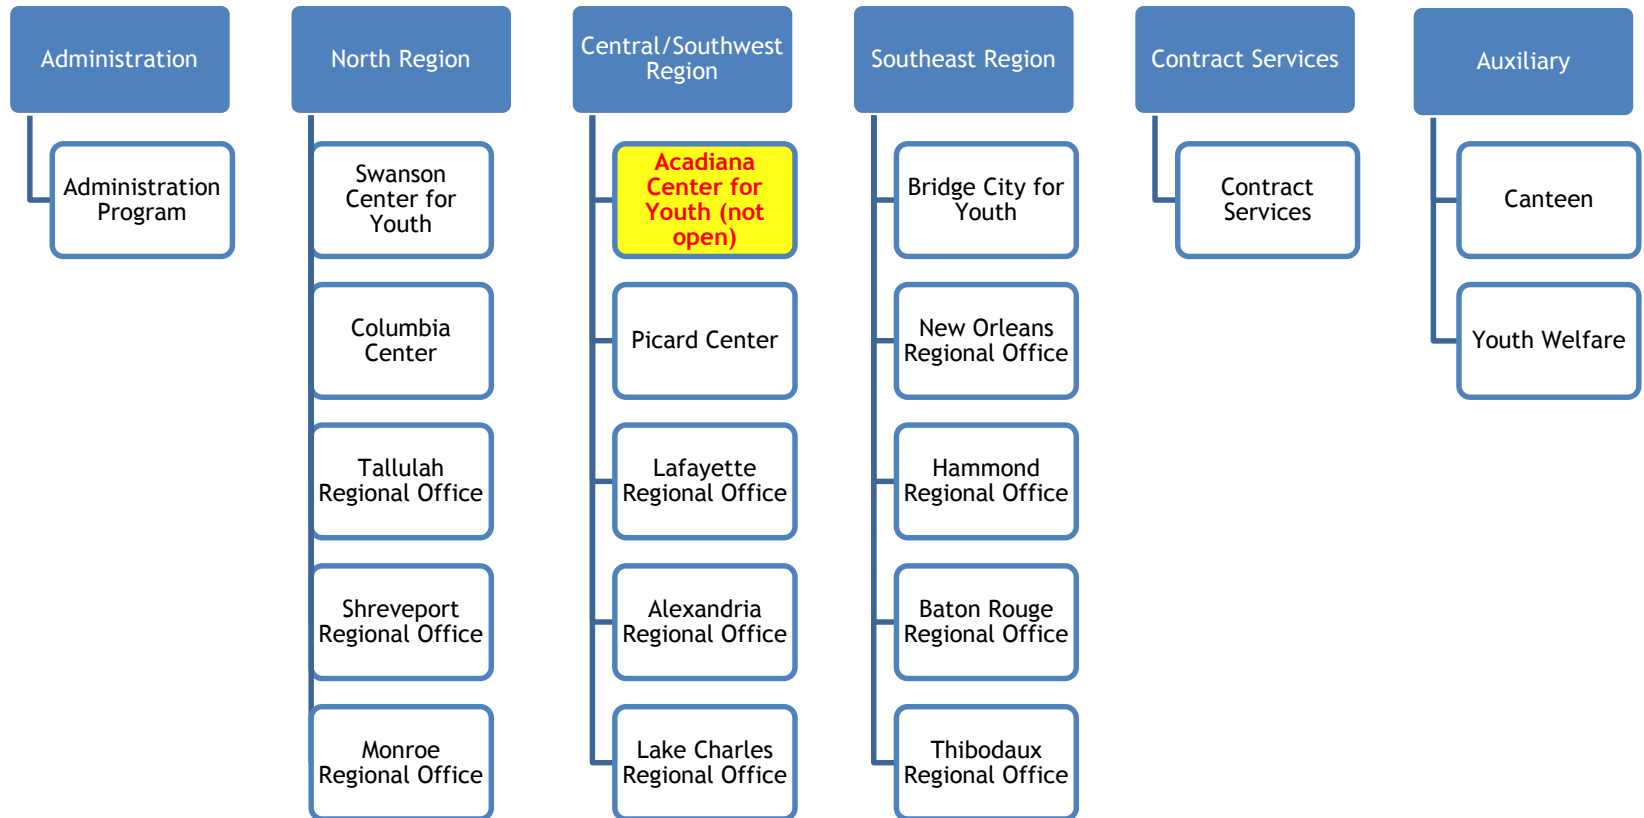 Administration
Administration
Program
North Region
Swanson
Center for
Youth
Columbia
Center
Tallulah
Regional Office
Shreveport
Regional Office
Monroe
Regional Office
Central/Southwest
Region
Acadiana
Center for
Youth (not
open)
Picard Center
Lafayette
Regional Office
Alexandria
Regional Office
Lake Charles
Regional Office
Southeast Region
Bridge City for
Youth
New Orleans
Regional Office
Hammond
Regional Office
Baton Rouge
Regional Office
Thibodaux
Regional Office
Contract Services
Contract
Services
Auxiliary
Canteen
Youth Welfare